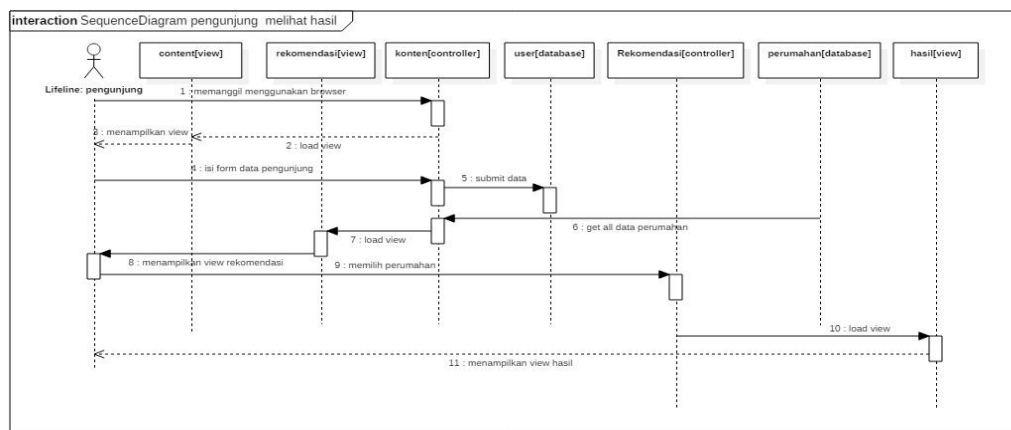 interaction SequenceDiagram pengunjung melihat hasil
content[view]
rekomendasi[view]
konten[controller]
user[database]
Rekomendasi[controller]
perumahan[database]
hasil[view]
Lifeline: pengunjung
1 : memanggil menggunakan browser
3 : menampilkan view
2 : load view
4 : isi form data pengunjung
5 : submit data
6 : get all data perumahan
7 : load view
8 : menampilkan view rekomendasi
9 : memilih perumahan
10 : load view
11 : menampilkan view hasil